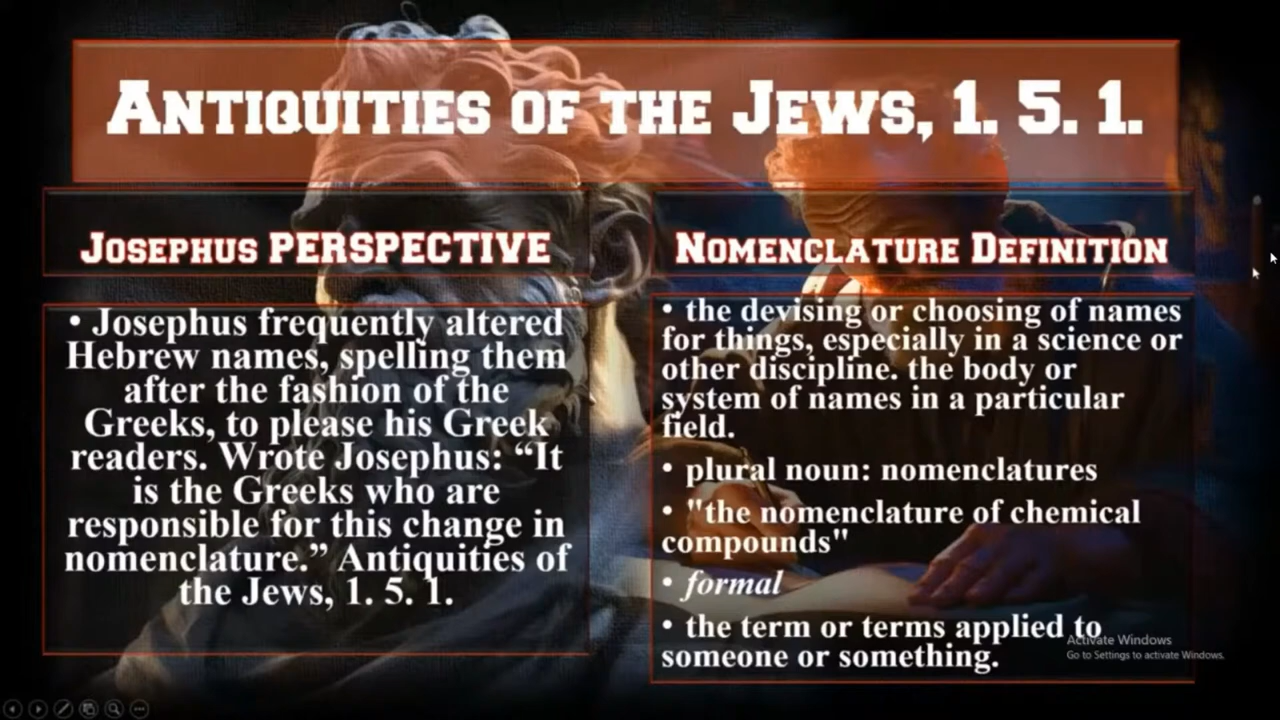 Antiquities of the Jews, 1. 5. 1.
Josephus PERSPECTIVE
• Josephus frequently altered
Hebrew names, spelling them
after the fashion of the
Greeks, to please his Greek
readers. Wrote Josephus: “It
is the Greeks who are
responsible for this change in
nomenclature.” Antiquities of
the Jews, 1. 5. 1.
Nomenclature Definition
• the devising or choosing of names
for things, especially in a science or
other discipline. the body or
system of names in a particular
field.
• plural noun: nomenclatures
• "the nomenclature of chemical
compounds"
• formal
• the term or terms applied to
someone or something.
Activate Windows
Go to Settings to activate Windows.